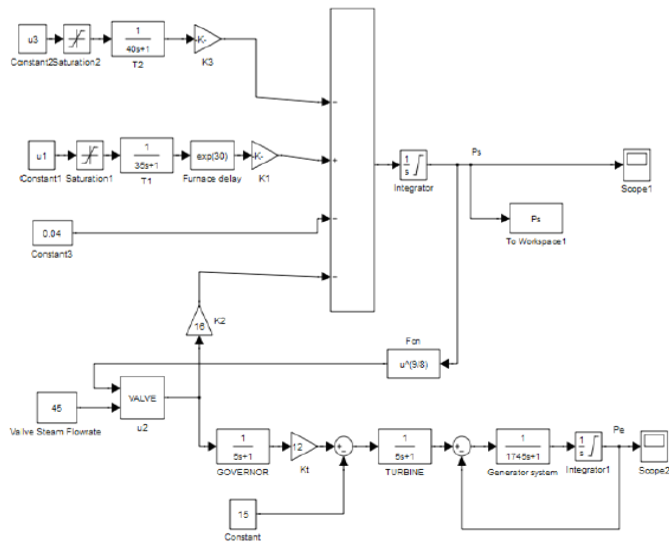 u3
Constant2
Saturation2
1
40s+1
T2
-K-
K3
u1
Constant1
Saturation1
1
35s+1
T1
exp(30)
Furnace delay
-K-
K1
0.04
Constant3
1
s
Integrator
Ps
Scope1
Ps
To Workspace1
16
K2
Fcn
u^(9/8)
45
Valve Steam Flowrate
VALVE
u2
1
5s+1
GOVERNOR
12
Kt
15
Constant
1
5s+1
TURBINE
1
1745s+1
Generator system
1
s
Integrator1
Pe
Scope2